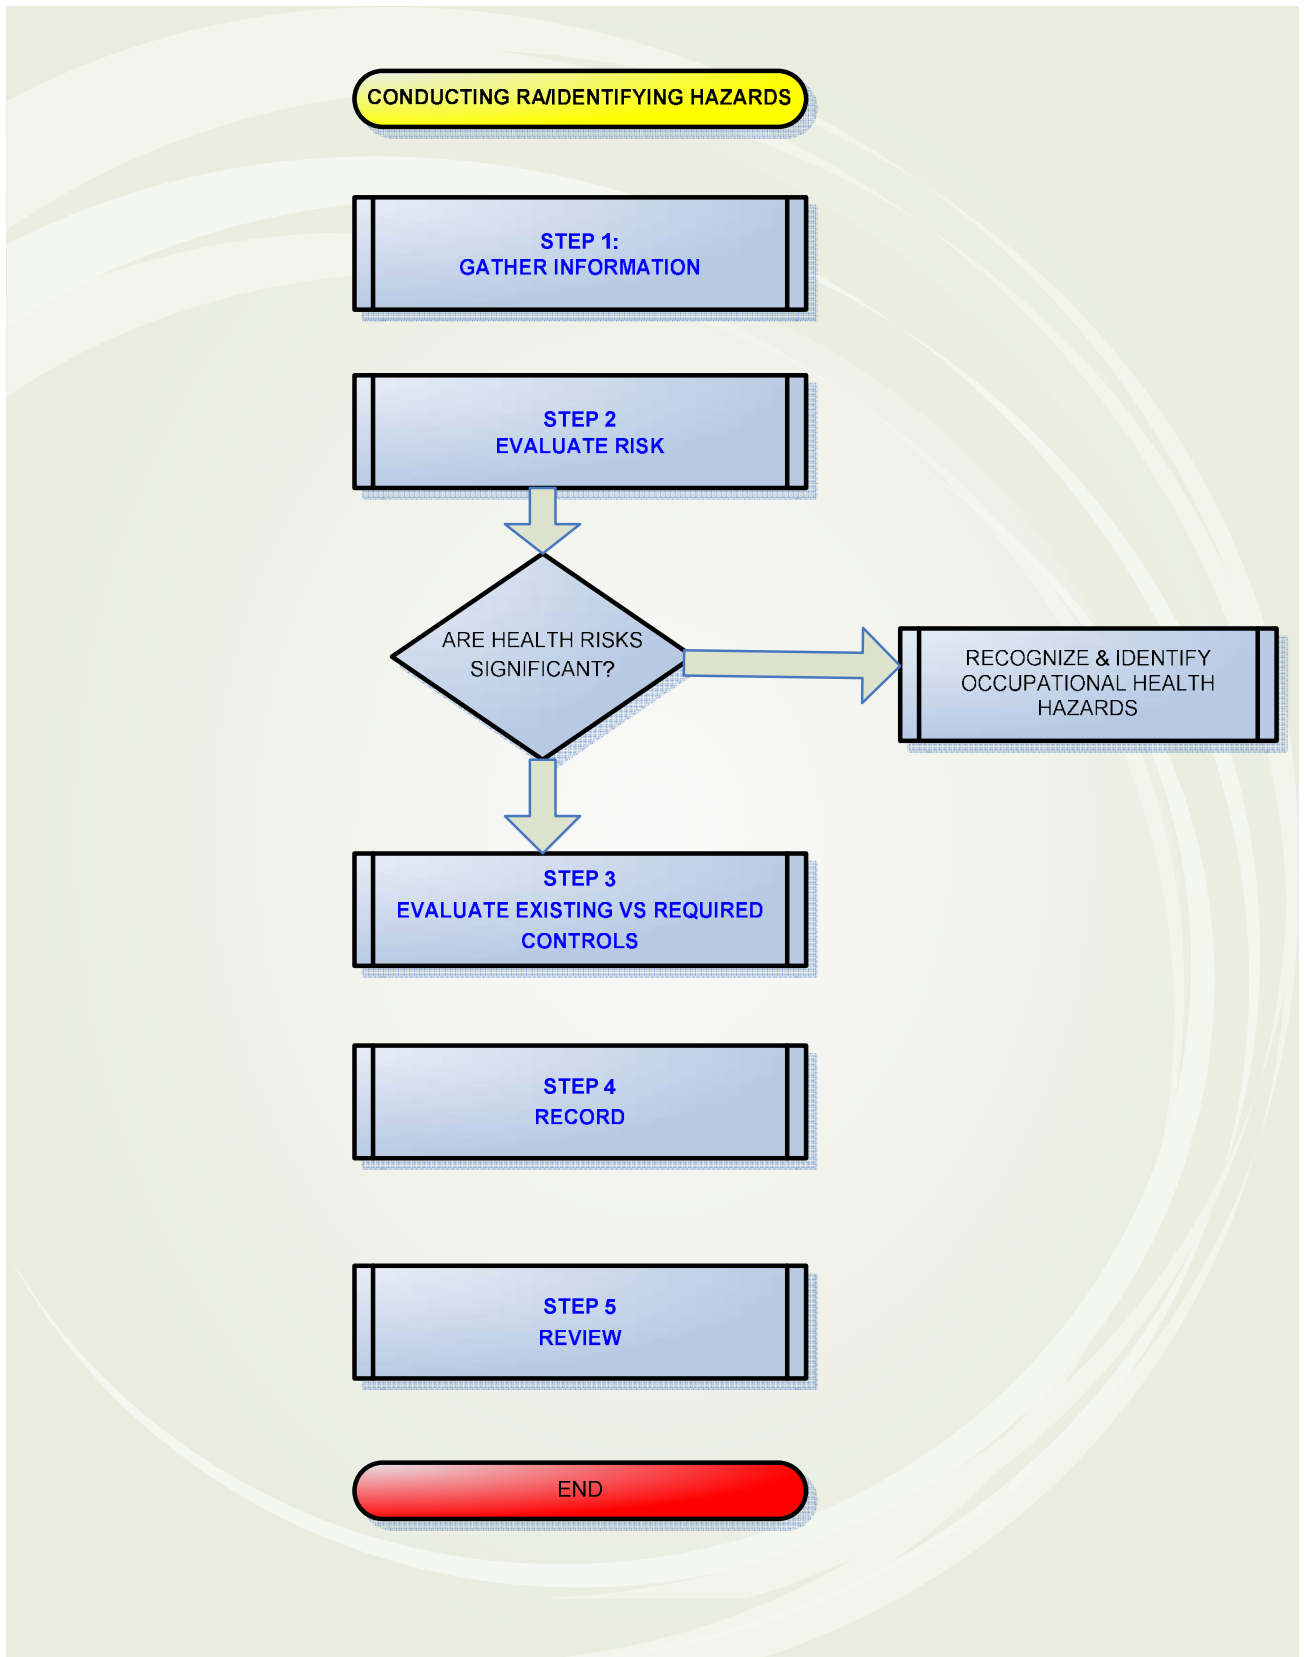 CONDUCTING RA/IDENTIFYING HAZARDS
STEP 1:
GATHER INFORMATION
STEP 2
EVALUATE RISK
ARE HEALTH RISKS
SIGNIFICANT?
RECOGNIZE & IDENTIFY
OCCUPATIONAL HEALTH
HAZARDS
STEP 3
EVALUATE EXISTING VS REQUIRED
CONTROLS
STEP 4
RECORD
STEP 5
REVIEW
END